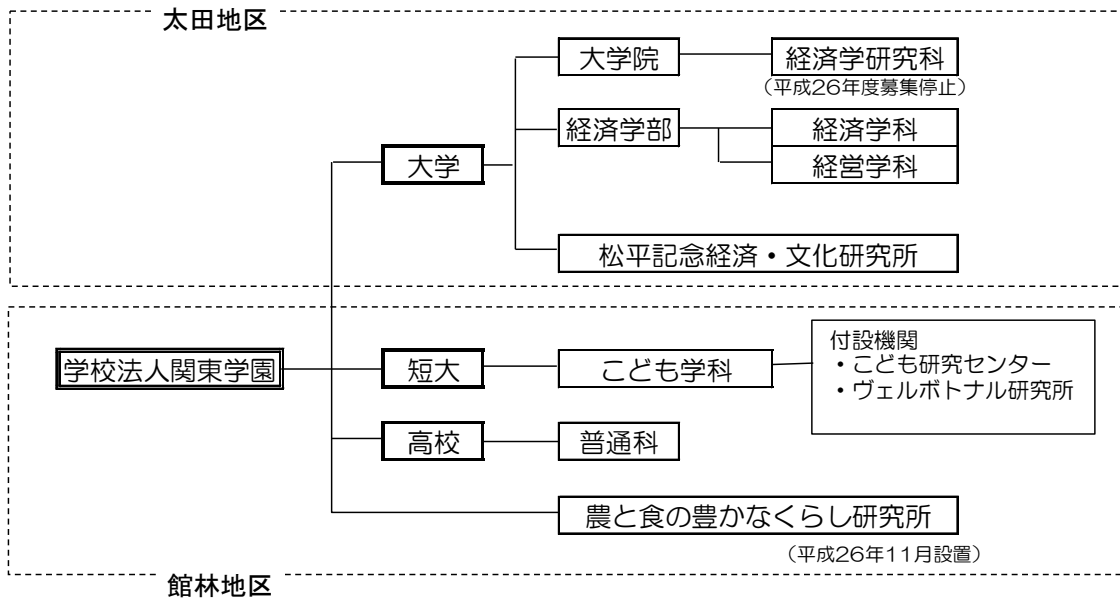 太田地区
大学院
経済学研究科
（平成26年度募集停止）
経済学部
経済学科
大学
経営学科
松平記念経済・文化研究所
学校法人関東学園
短大
こども学科
付設機関
・こども研究センター
・ヴェルボトナル研究所
高校
普通科
農と食の豊かなくらし研究所
（平成26年11月設置）
館林地区